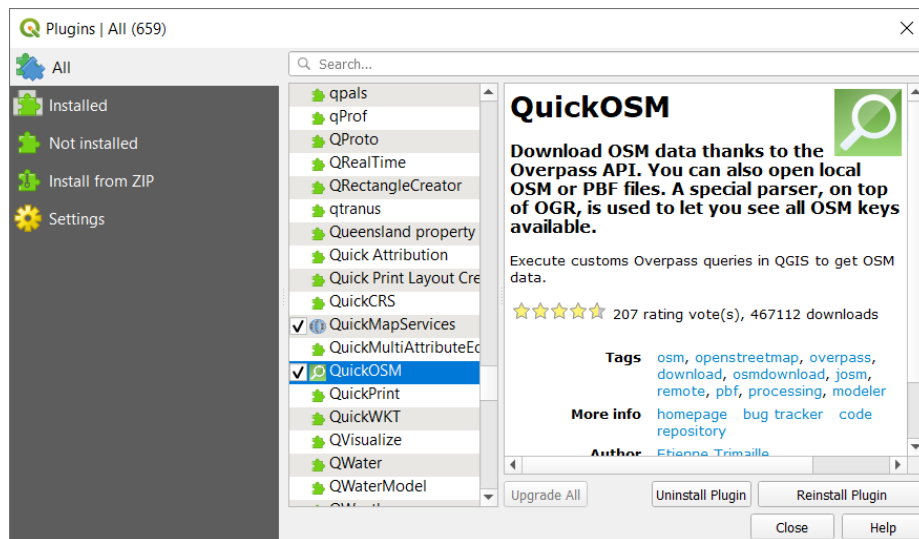 Plugins | All (659)
All
Installed
Not installed
Install from ZIP
Settings
Search...
qpals
qProf
QProto
QRealTime
QRectangleCreator
qtranus
Queensland property
Quick Attribution
Quick Print Layout Cre
QuickCRS
QuickMapServices
QuickMultiAttributeEd
QuickOSM
QuickPrint
QuickWKT
QVisualize
QWater
QWaterModel
QuickOSM
Download OSM data thanks to the
Overpass API. You can also open local
OSM or PBF files. A special parser, on top
of OGR, is used to let you see all OSM keys
available.
Execute customs Overpass queries in QGIS to get OSM
data.
207 rating vote(s), 467112 downloads
Tags osm, openstreetmap, overpass,
download, osmdownload, josm,
remote, pbf, processing, modeler
More info homepage bug tracker code
repository
Author Etienne Trimaille
Upgrade All Uninstall Plugin Reinstall Plugin
Close Help